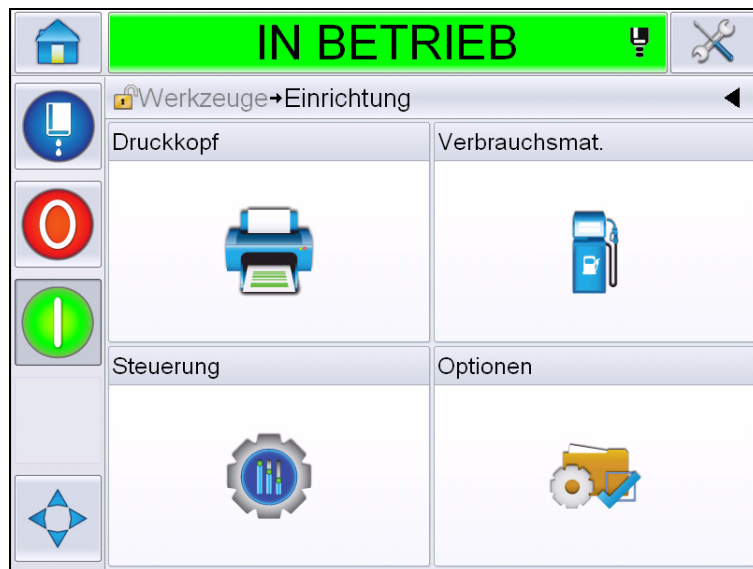 IN BETRIEB
Werkzeuge→Einrichtung
Druckkopf
Verbrauchsmat.
Steuerung
Optionen